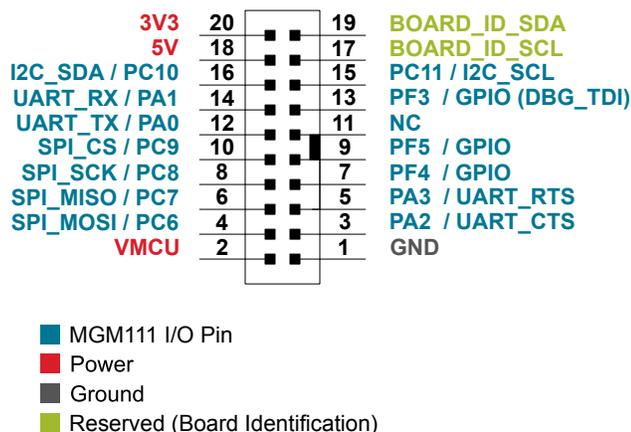 3V3 20 19 BOARD_ID_SDA
5V 18 17 BOARD_ID_SCL
I2C_SDA / PC10 16 15 PC11 / I2C_SCL
UART_RX / PA1 14 13 PF3 / GPIO (DBG_TDI)
UART_TX / PA0 12 11 NC
SPI_CS / PC9 10 9 PF5 / GPIO
SPI_SCK / PC8 8 7 PF4 / GPIO
SPI_MISO / PC7 6 5 PA3 / UART_RTS
SPI_MOSI / PC6 4 3 PA2 / UART_CTS
VMCU 2 1 GND
MGM111 I/O Pin
Power
Ground
Reserved (Board Identification)